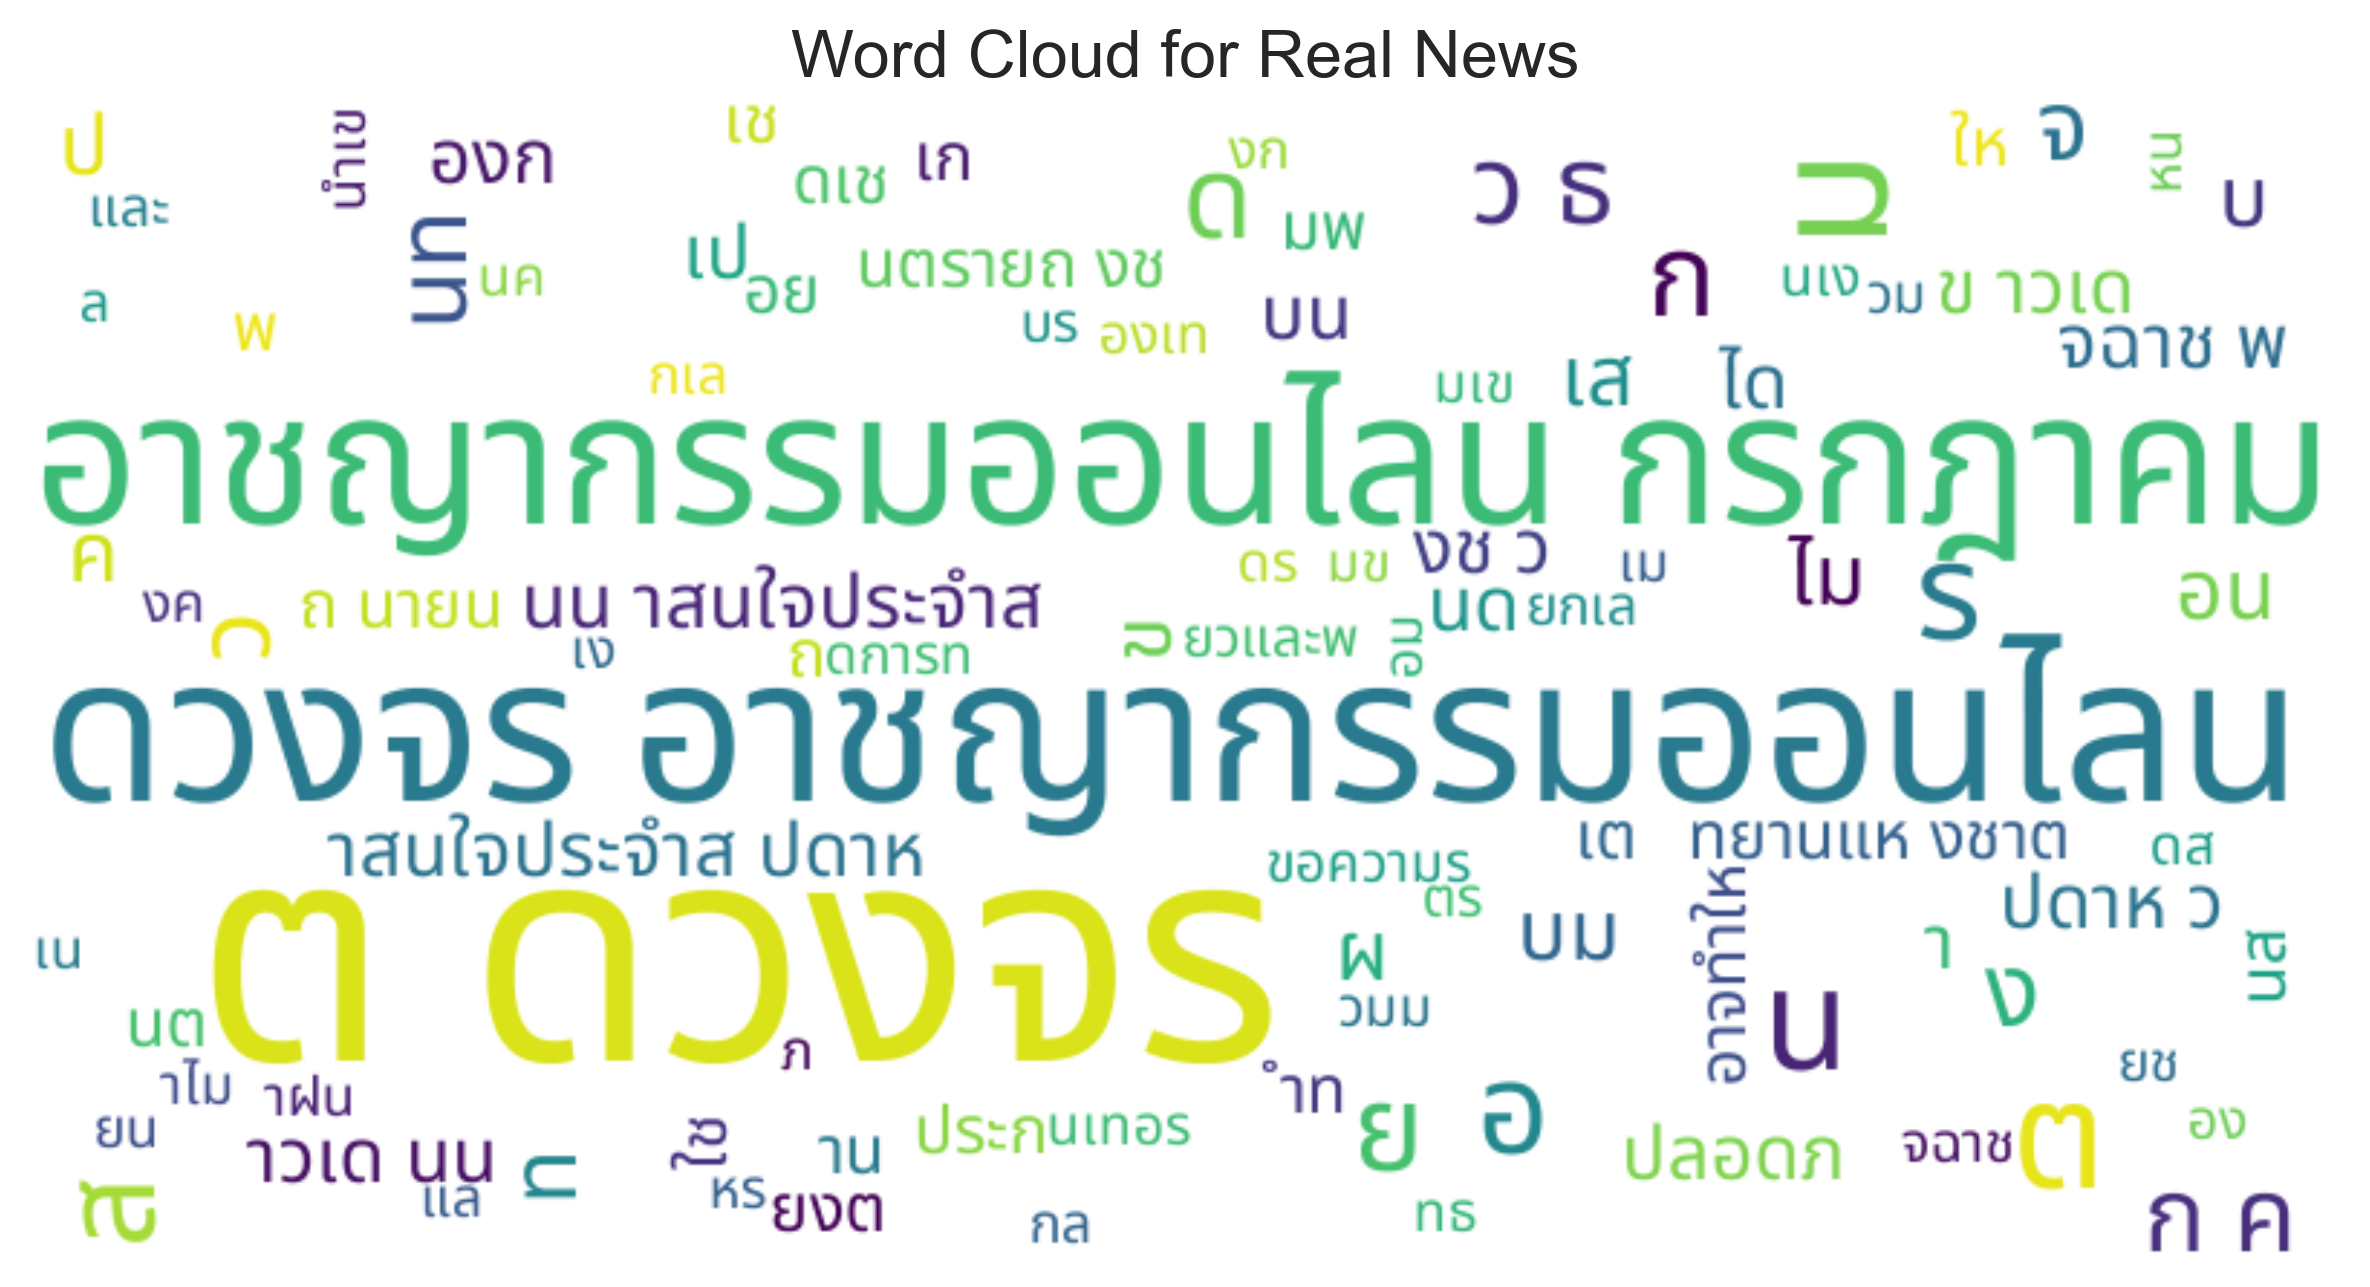 Word Cloud for Real News
ป
นำเข
องก
เช
ดเช
เก
งก
ด
มพ
ว ธ
ม
ให
จ
หน
บ
และ
นท
นค
เป
อย
นตรายถ งช
บน
ก
นเง
วม
ข าวเด
ล
พ
บร
องเท
จฉาช พ
กเล
มเข
เส
ได
อาชญากรรมออนไลน กรกฎาคม
ค
งค
ถ นายน
นน าสนใจประจำส
ดร
มข
งช ว
เม
ไม
ร
อน
นด
ยกเล
ว
เง
ถ
ดการท
ข
ยวและพ
อน
ดวงจร อาชญากรรมออนไลน
าสนใจประจำส ปดาห
ขอความร
เต
ทยานแห งชาต
ดส
ต ดวงจร
ตร
บม
อาจทำให
ปดาห ว
เน
ผ
า
ง
นส
นต
วมม
น
ภ
าไม
าฝน
ำท
ยช
ยน
าวเด นน
ท
ใช
าน
ประก
นเทอร
ย
อ
ปลอดภ
จฉาช
ต
อง
ส
แล
หร
ยงต
กล
ทธ
ก ค